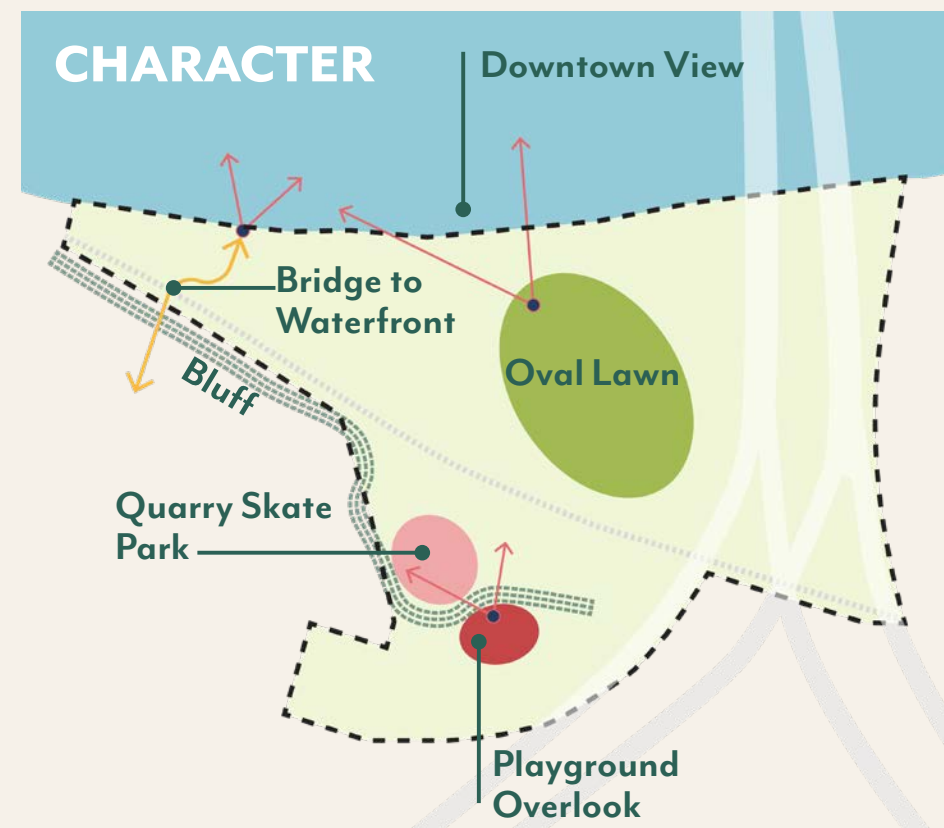 CHARACTER
Downtown View
Bridge to
Waterfront
Bluff
Oval Lawn
Quarry Skate
Park
Playground
Overlook